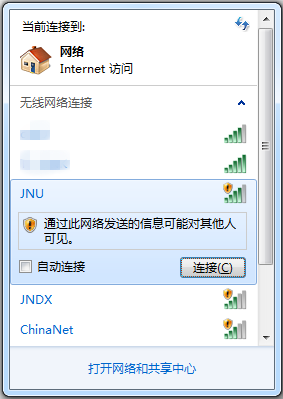 当前连接到:
网络
Internet 访问
无线网络连接
JNU
通过此网络发送的信息可能对其他人
可见。
自动连接
连接(C)
JNDX
ChinaNet
打开网络和共享中心